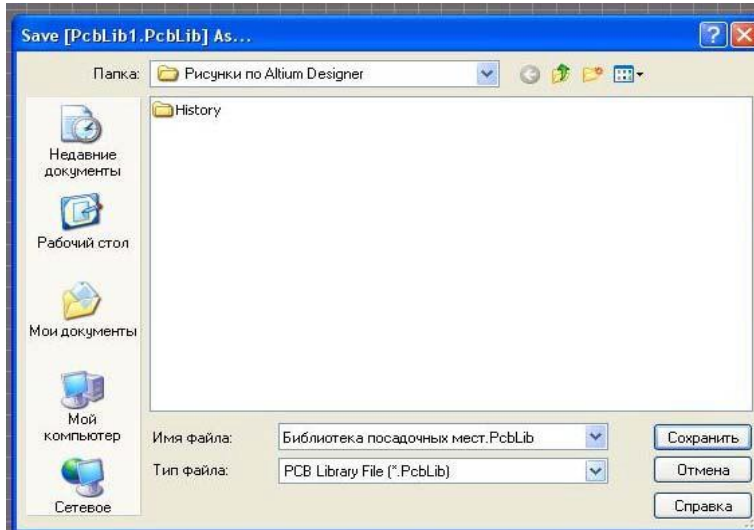 Save [PcbLib1.PcbLib] As...
Папка:
Рисунки по Altium Designer
History
Недавние
документы
Рабочий стол
Мои документы
Мой
компьютер
Сетевое
Имя файла:
Библиотека посадочных мест.PcbLib
Сохранить
Тип файла:
PCB Library File (*.PcbLib)
Отмена
Справка